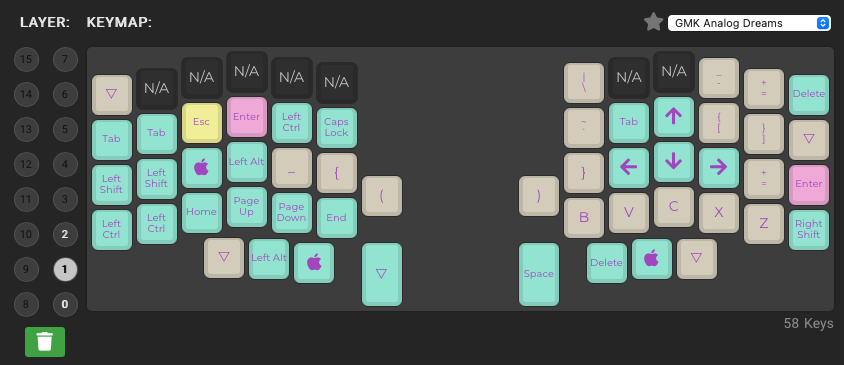 LAYER: KEYMAP: GMK Analog Dreams
15 7
14 6
13 5
12 4
11 3
10 2
9 1
8 0
▽ N/A N/A N/A N/A N/A
Tab Tab Esc Enter Left Ctrl Caps Lock
Left Shift Left Shift Left Alt _ {
Left Ctrl Left Ctrl Home Page Up Page Down End (
▽ Left Alt ▽
| \ N/A N/A _ - + = Delete
~ ` Tab ↑ { [ } ] ▽
} ← ↓ → + = Enter
) B V C X Z Right Shift
Space Delete ▽
58 Keys